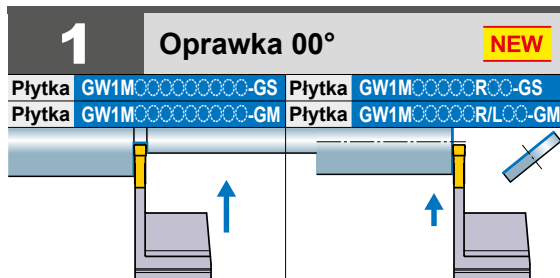 1 Oprawka 00° NEW
Płytka GW1M◌◌◌◌◌◌◌◌◌-GS Płytka GW1M◌◌◌◌◌R◌◌-GS
Płytka GW1M◌◌◌◌◌◌◌◌◌-GM Płytka GW1M◌◌◌◌◌R/L◌◌-GM